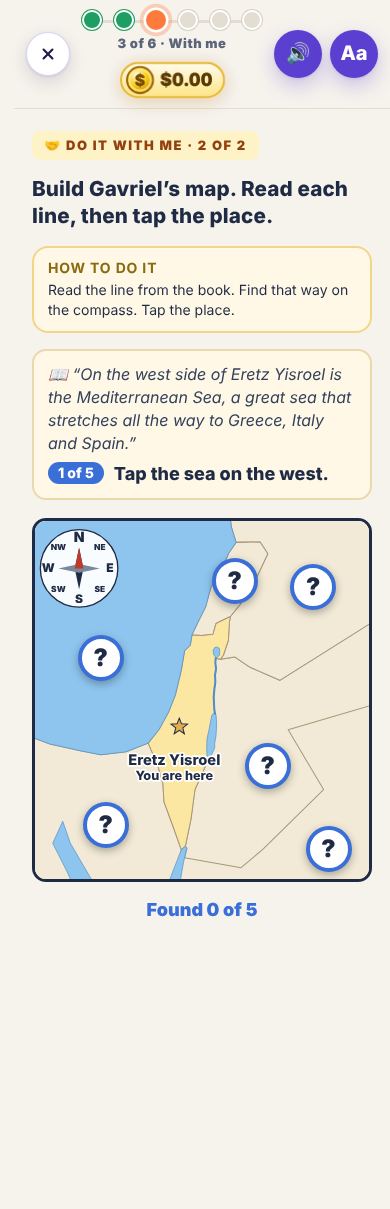 3 of 6 · With me
$ $0.00
Aa
🤝 DO IT WITH ME · 2 OF 2
Build Gavriel’s map. Read each
line, then tap the place.
HOW TO DO IT
Read the line from the book. Find that way on
the compass. Tap the place.
📖 “On the west side of Eretz Yisroel is
the Mediterranean Sea, a great sea that
stretches all the way to Greece, Italy
and Spain.”
1 of 5 Tap the sea on the west.
N
NW NE
W E
SW SE
S
?
?
?
Eretz Yisroel
You are here
?
?
?
Found 0 of 5